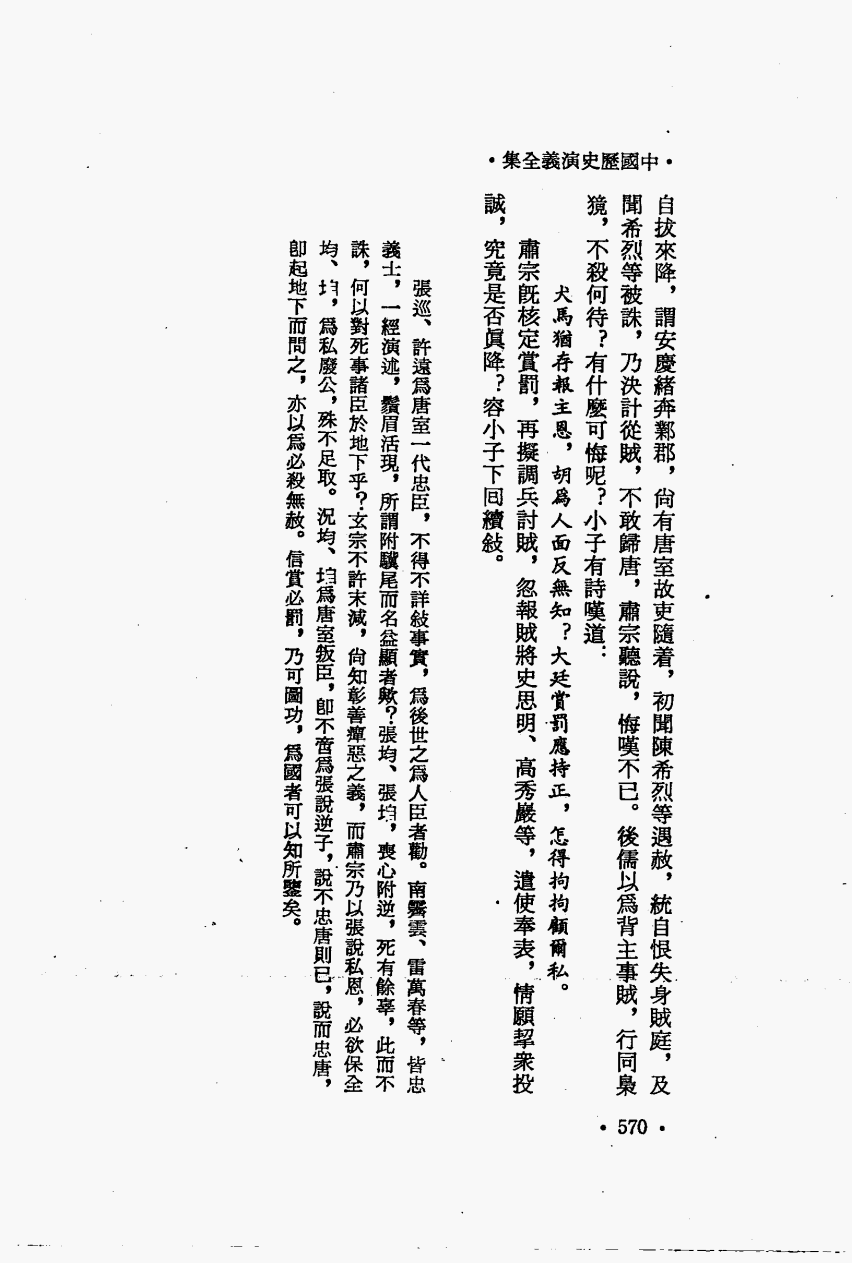 •中國歷史演義全集•
自拔來降，謂安慶緒奔鄴郡，尙有唐室故吏隨着，初聞陳希烈等遇赦，統自恨失身賊庭，及
聞希烈等被誅，乃決計從賊，不敢歸唐，肅宗聽說，悔嘆不已。後儒以爲背主事賊，行同梟
獍，不殺何待？有什麼可悔呢？小子有詩嘆道：
犬馬猶存報主恩，胡爲人面反無知？大廷賞罰應持正，怎得拘拘顧爾私。
肅宗旣核定賞罰，再擬調兵討賊，忽報賊將史思明、高秀巖等，遣使奉表，情願挈衆投
誠，究竟是否眞降？容小子下回續敍。
張巡、許遠爲唐室一代忠臣，不得不詳敍事實，爲後世之爲人臣者勸。南霽雲、雷萬春等，皆忠
義士，一經演述，鬚眉活現，所謂附驥尾而名益顯者歟？張均、張垍，喪心附逆，死有餘辜，此而不
誅，何以對死事諸臣於地下乎？玄宗不許末減，尙知彰善癉惡之義，而肅宗乃以張說私恩，必欲保全
均、垍，爲私廢公，殊不足取。況均、垍爲唐室叛臣，卽不啻爲張說逆子，說不忠唐則已，說而忠唐，
卽起地下而問之，亦以爲必殺無赦。信賞必罰，乃可圖功，爲國者可以知所鑒矣。
•570•